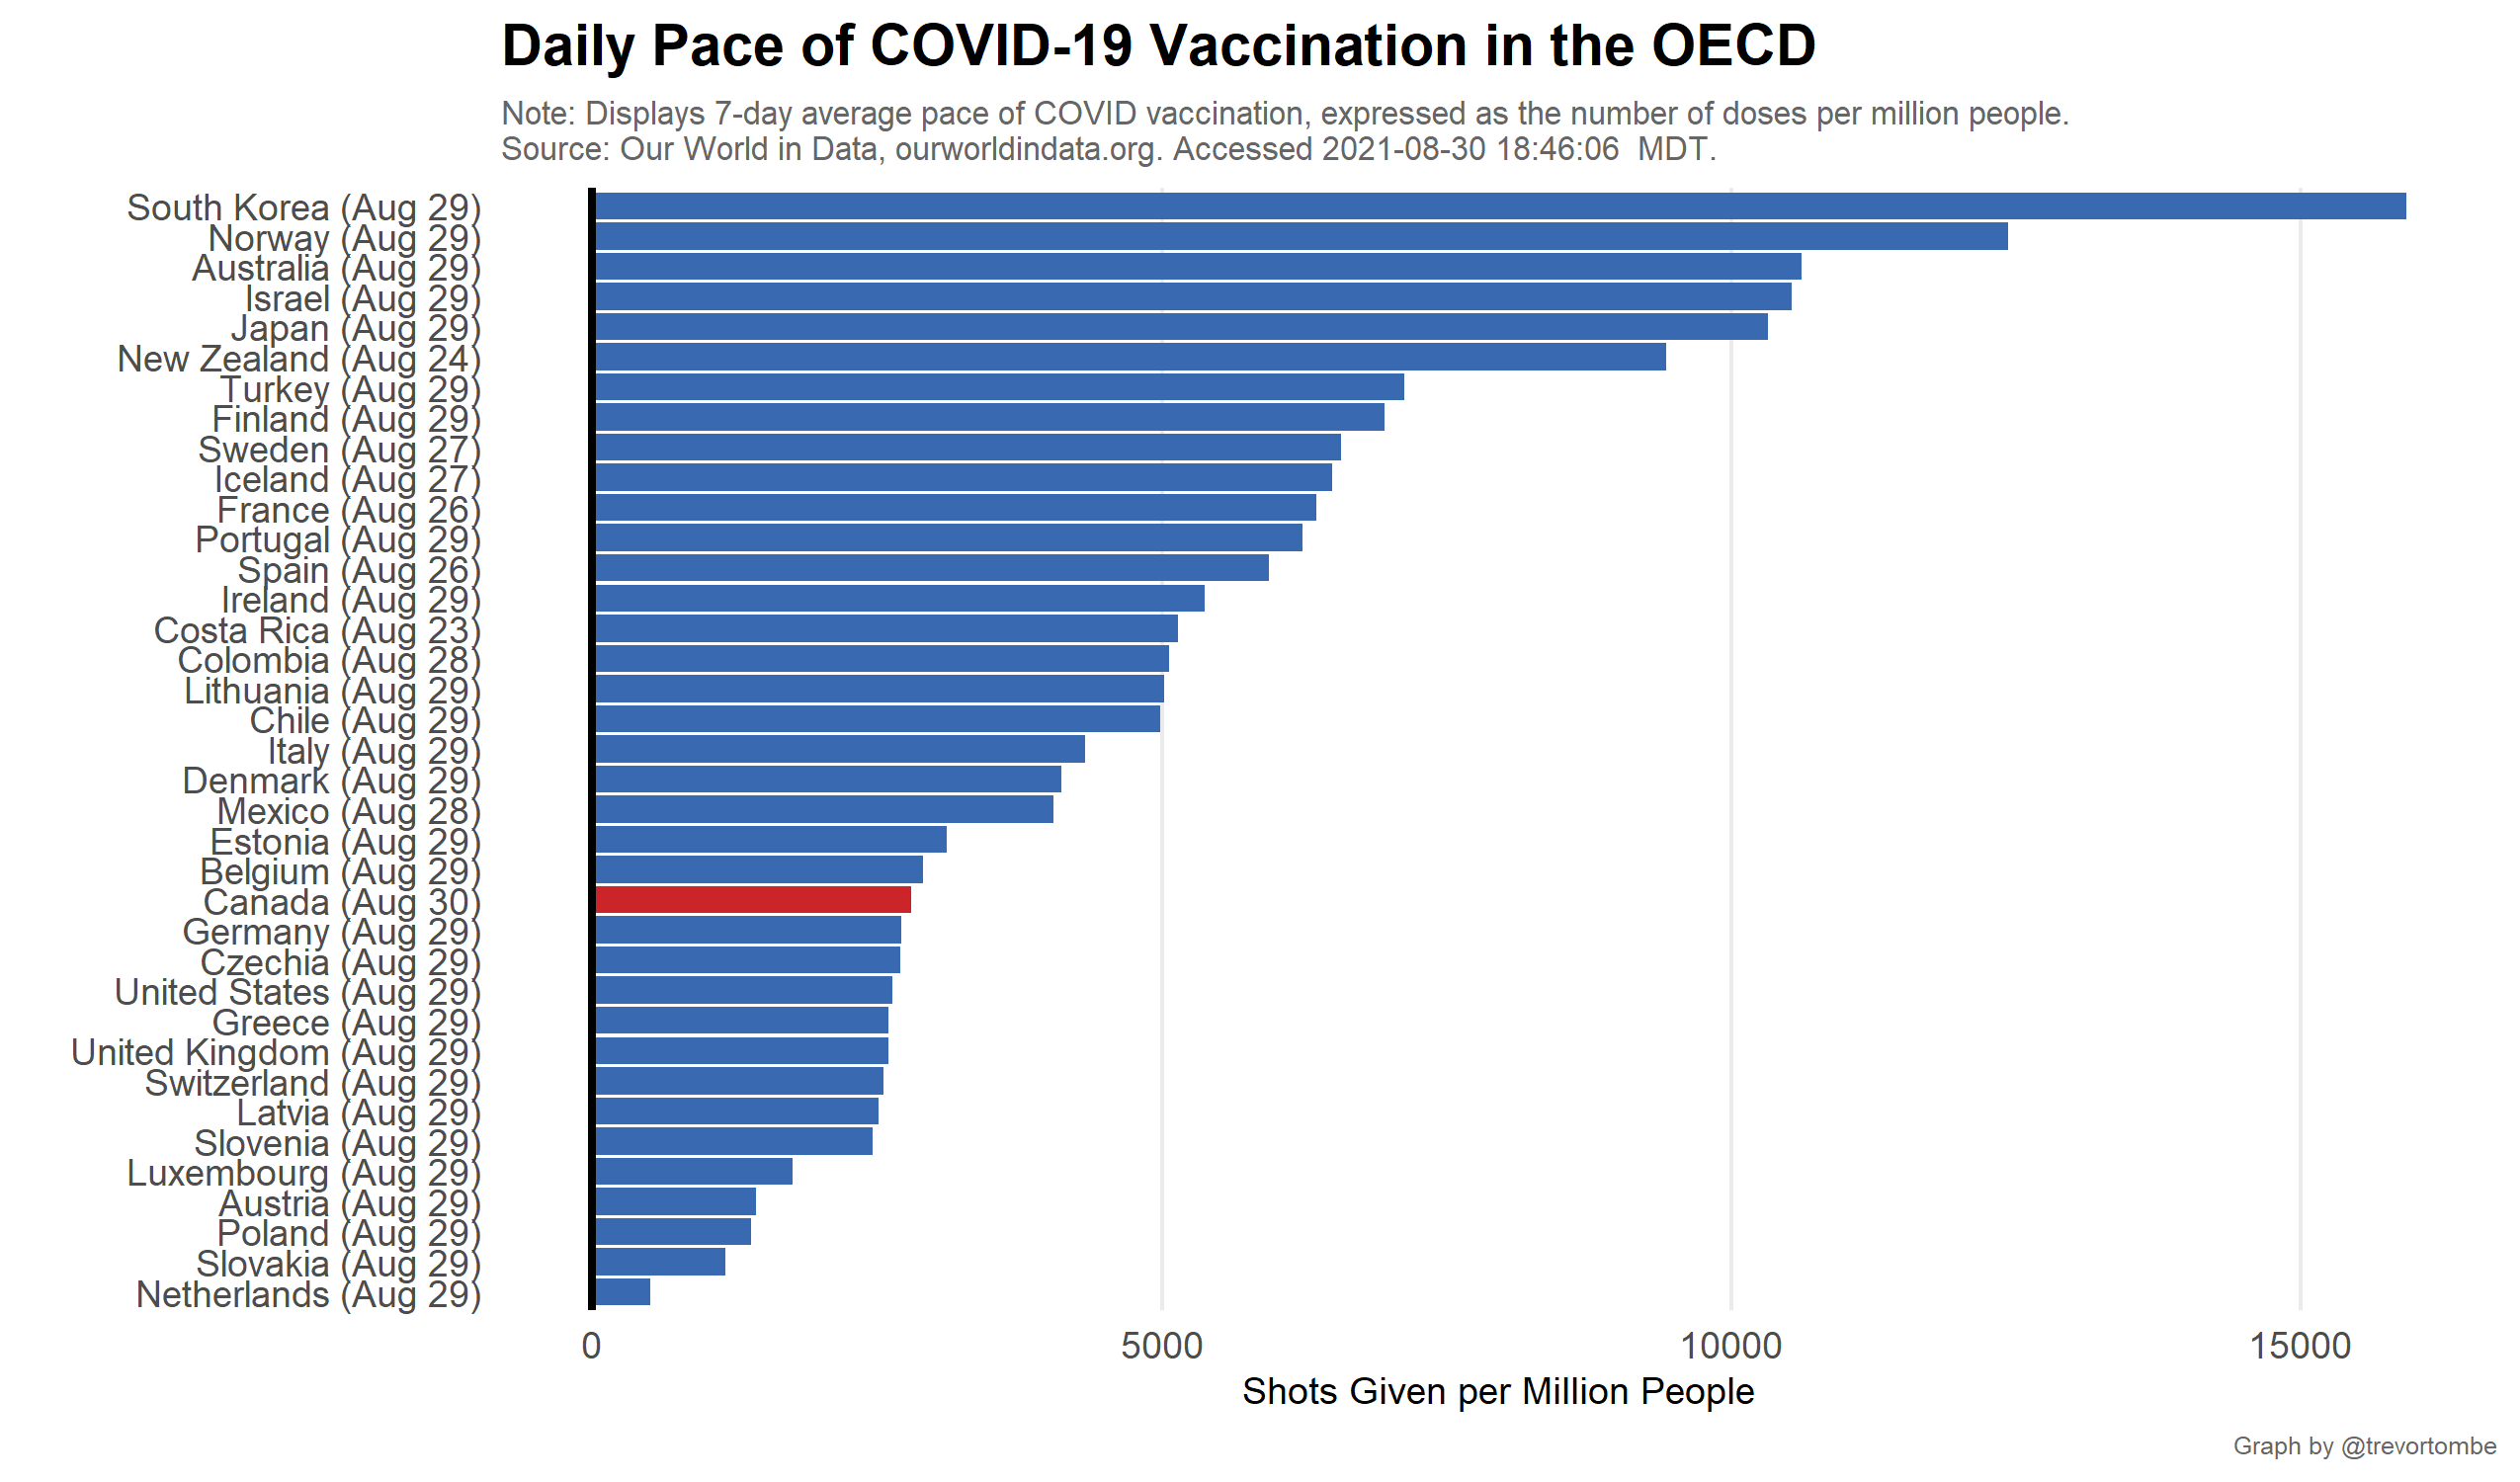 Daily Pace of COVID-19 Vaccination in the OECD
Note: Displays 7-day average pace of COVID vaccination, expressed as the number of doses per million people.
Source: Our World in Data, ourworldindata.org. Accessed 2021-08-30 18:46:06  MDT.
South Korea (Aug 29)
Norway (Aug 29)
Australia (Aug 29)
Israel (Aug 29)
Japan (Aug 29)
New Zealand (Aug 24)
Turkey (Aug 29)
Finland (Aug 29)
Sweden (Aug 27)
Iceland (Aug 27)
France (Aug 26)
Portugal (Aug 29)
Spain (Aug 26)
Ireland (Aug 29)
Costa Rica (Aug 23)
Colombia (Aug 28)
Lithuania (Aug 29)
Chile (Aug 29)
Italy (Aug 29)
Denmark (Aug 29)
Mexico (Aug 28)
Estonia (Aug 29)
Belgium (Aug 29)
Canada (Aug 30)
Germany (Aug 29)
Czechia (Aug 29)
United States (Aug 29)
Greece (Aug 29)
United Kingdom (Aug 29)
Switzerland (Aug 29)
Latvia (Aug 29)
Slovenia (Aug 29)
Luxembourg (Aug 29)
Austria (Aug 29)
Poland (Aug 29)
Slovakia (Aug 29)
Netherlands (Aug 29)
0 5000 10000 15000
Shots Given per Million People
Graph by @trevortombe